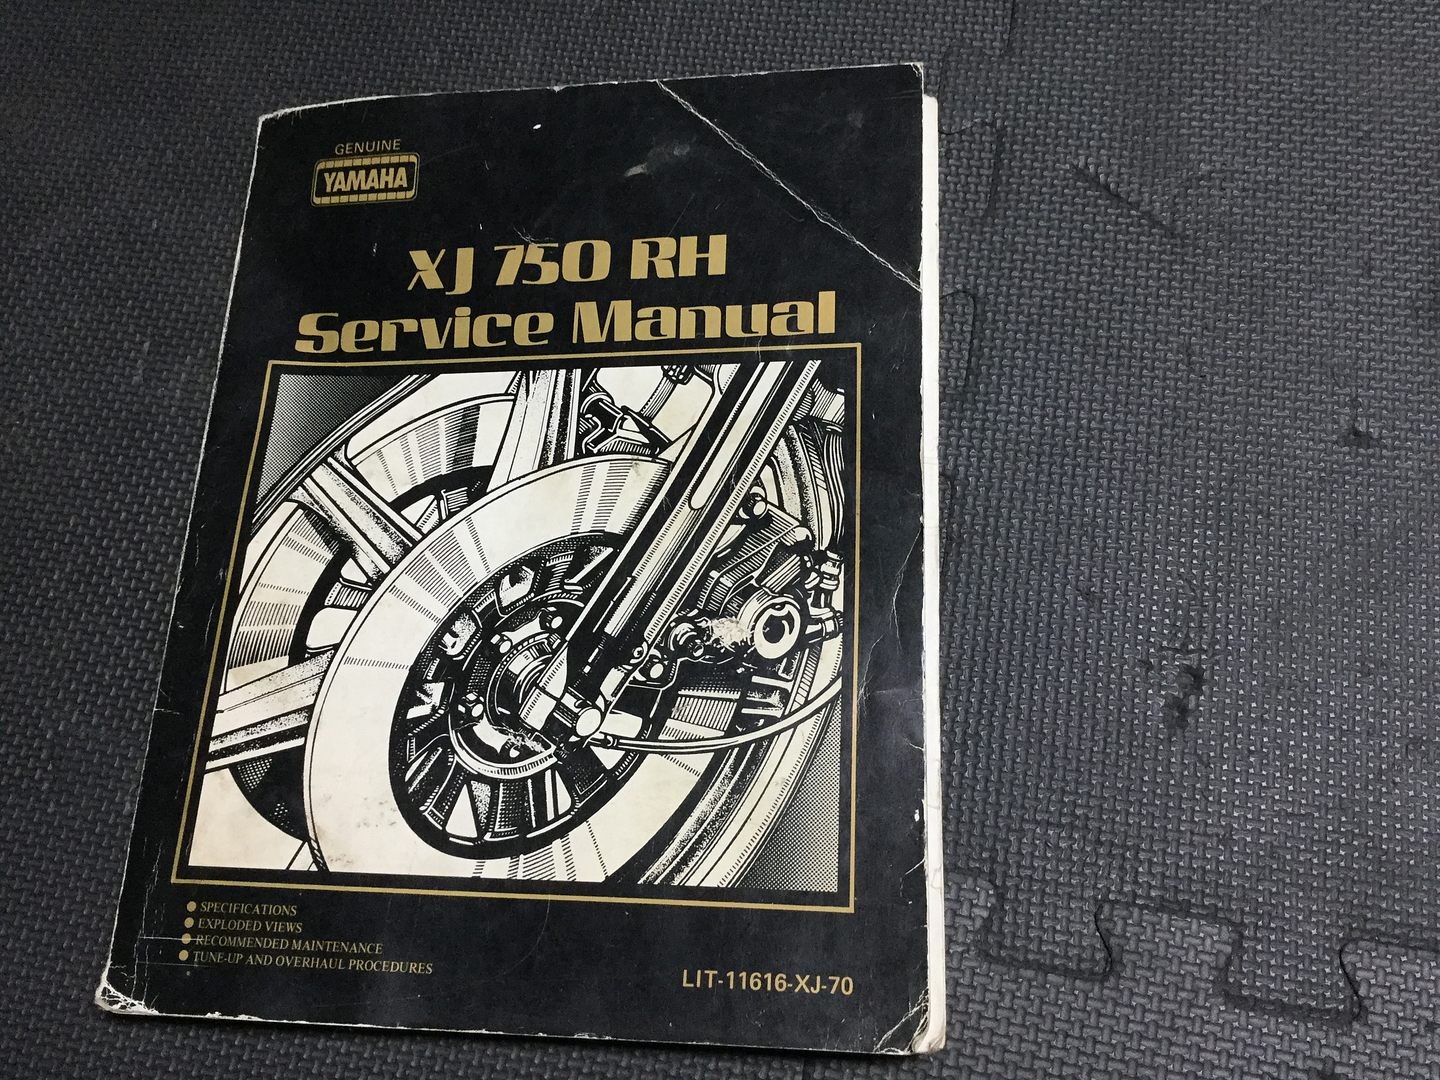 GENUINE
YAMAHA
XJ 750 RH
Service Manual
● SPECIFICATIONS
● EXPLODED VIEWS
● RECOMMENDED MAINTENANCE
● TUNE-UP AND OVERHAUL PROCEDURES
LIT-11616-XJ-70